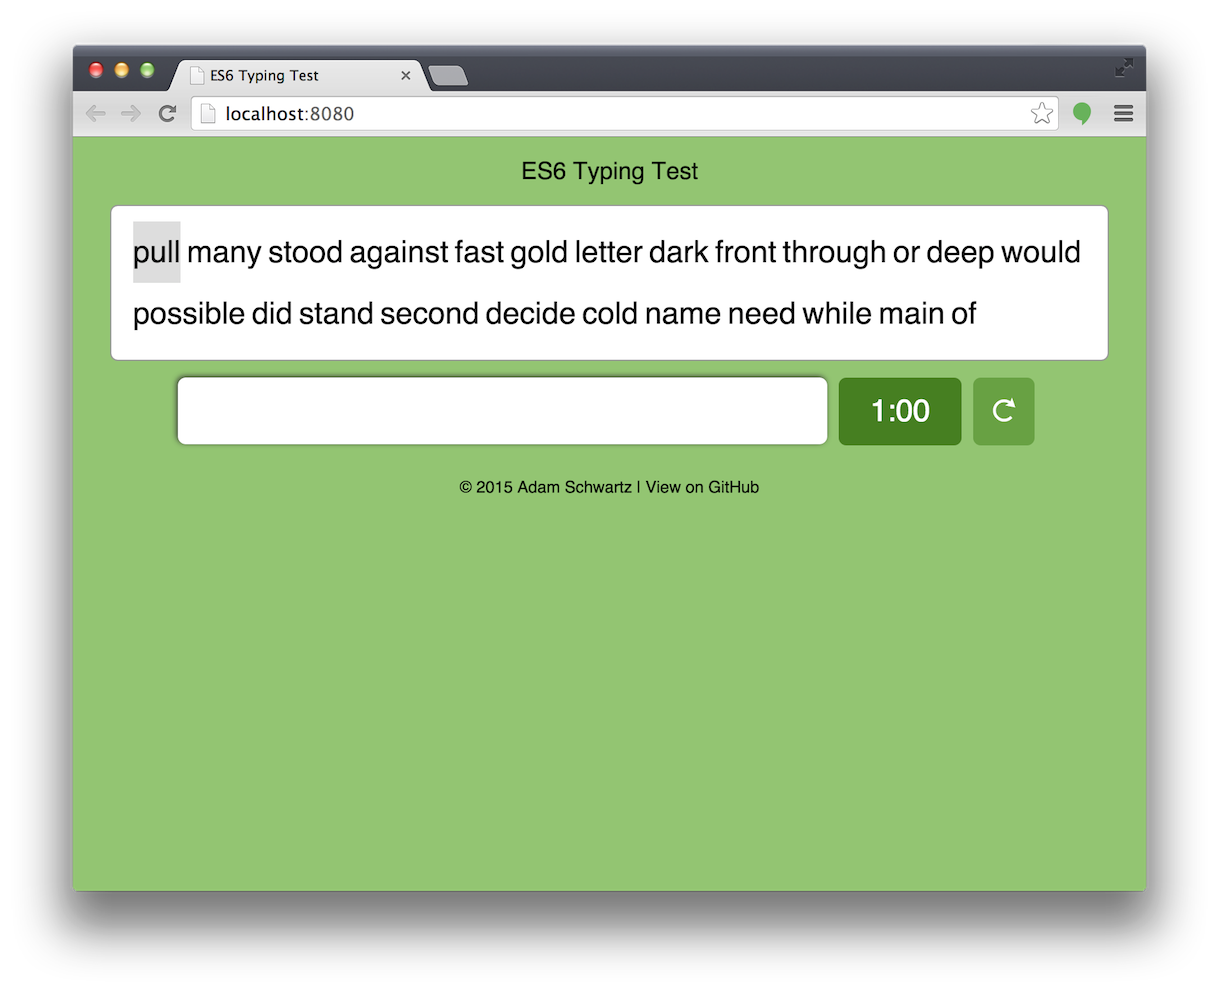 ES6 Typing Test
localhost:8080
ES6 Typing Test
pull many stood against fast gold letter dark front through or deep would
possible did stand second decide cold name need while main of
1:00
© 2015 Adam Schwartz | View on GitHub